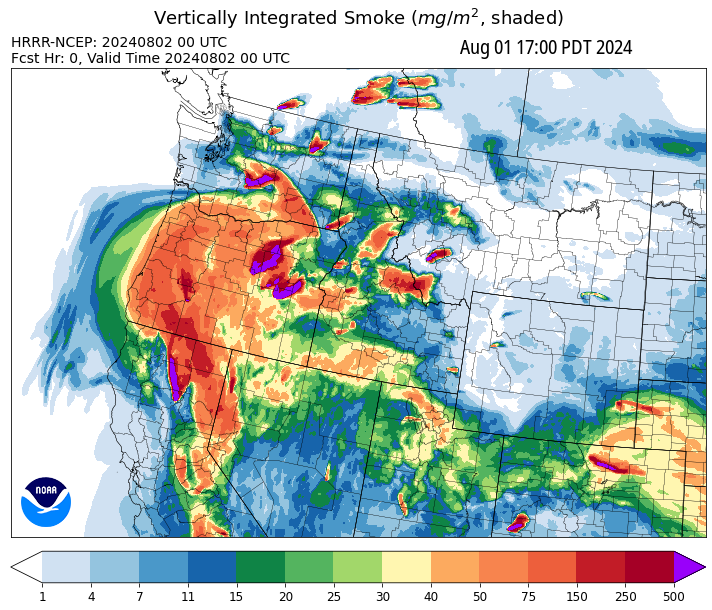 Vertically Integrated Smoke (mg/m², shaded)
HRRR-NCEP: 20240802 00 UTC
Fcst Hr: 0, Valid Time 20240802 00 UTC
Aug 01 17:00 PDT 2024
NOAA
1 4 7 11 15 20 25 30 40 50 75 150 250 500